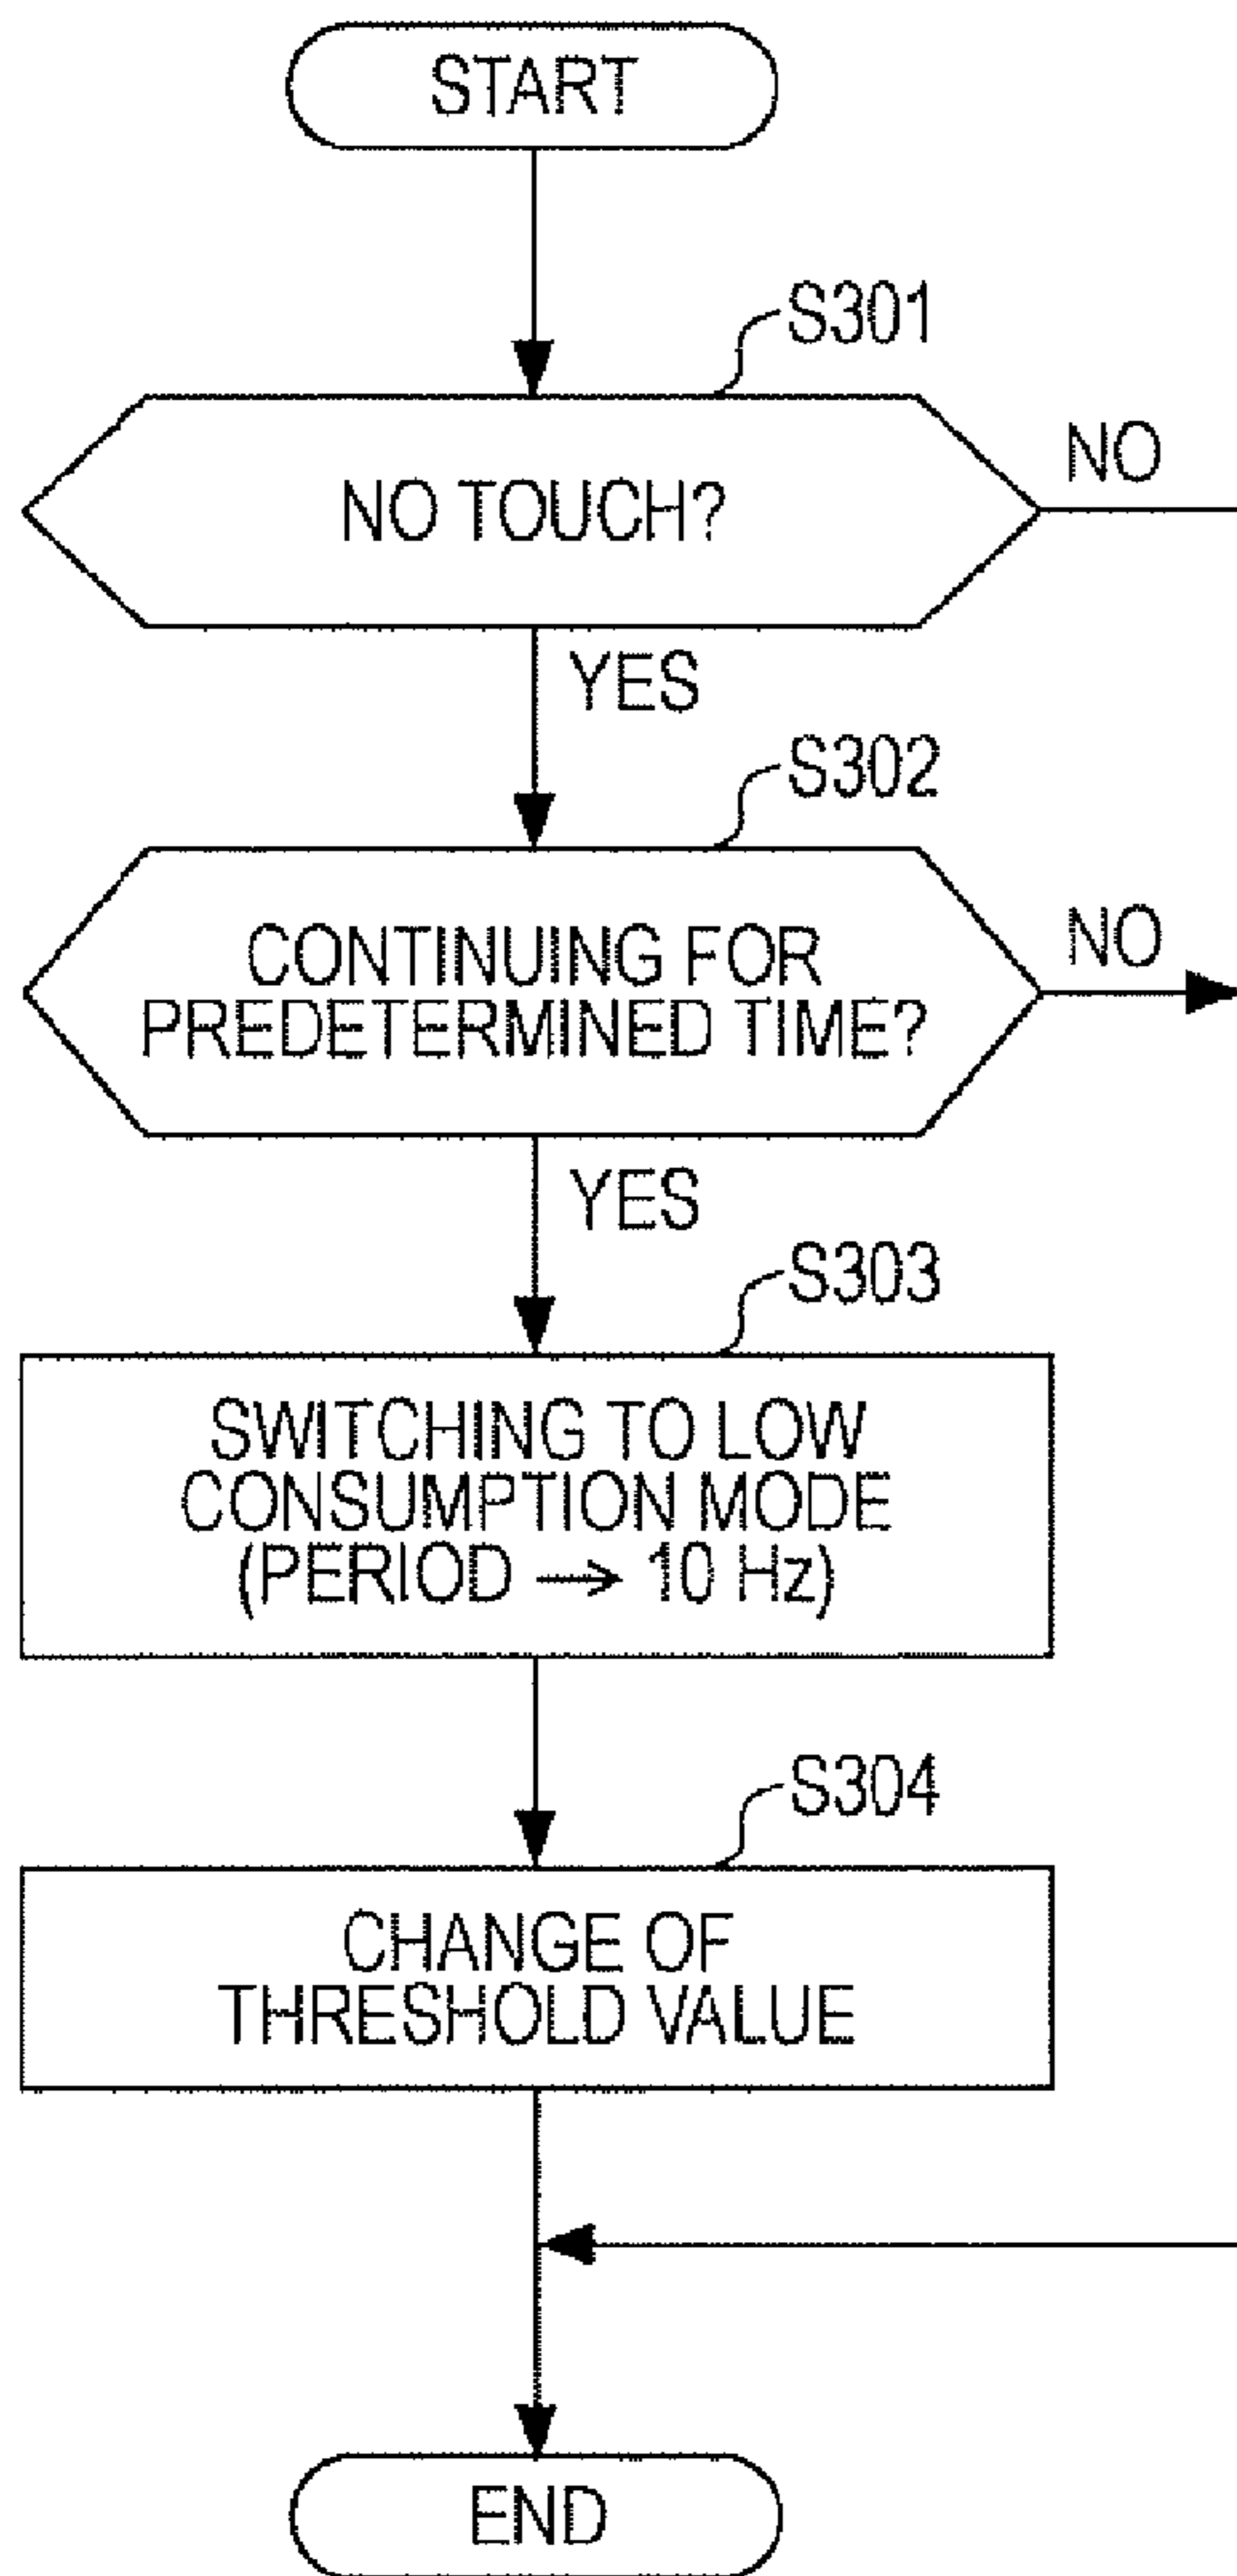 START
S301
NO TOUCH?
NO
YES
S302
CONTINUING FOR
PREDETERMINED TIME?
NO
YES
S303
SWITCHING TO LOW
CONSUMPTION MODE
(PERIOD → 10 Hz)
S304
CHANGE OF
THRESHOLD VALUE
END